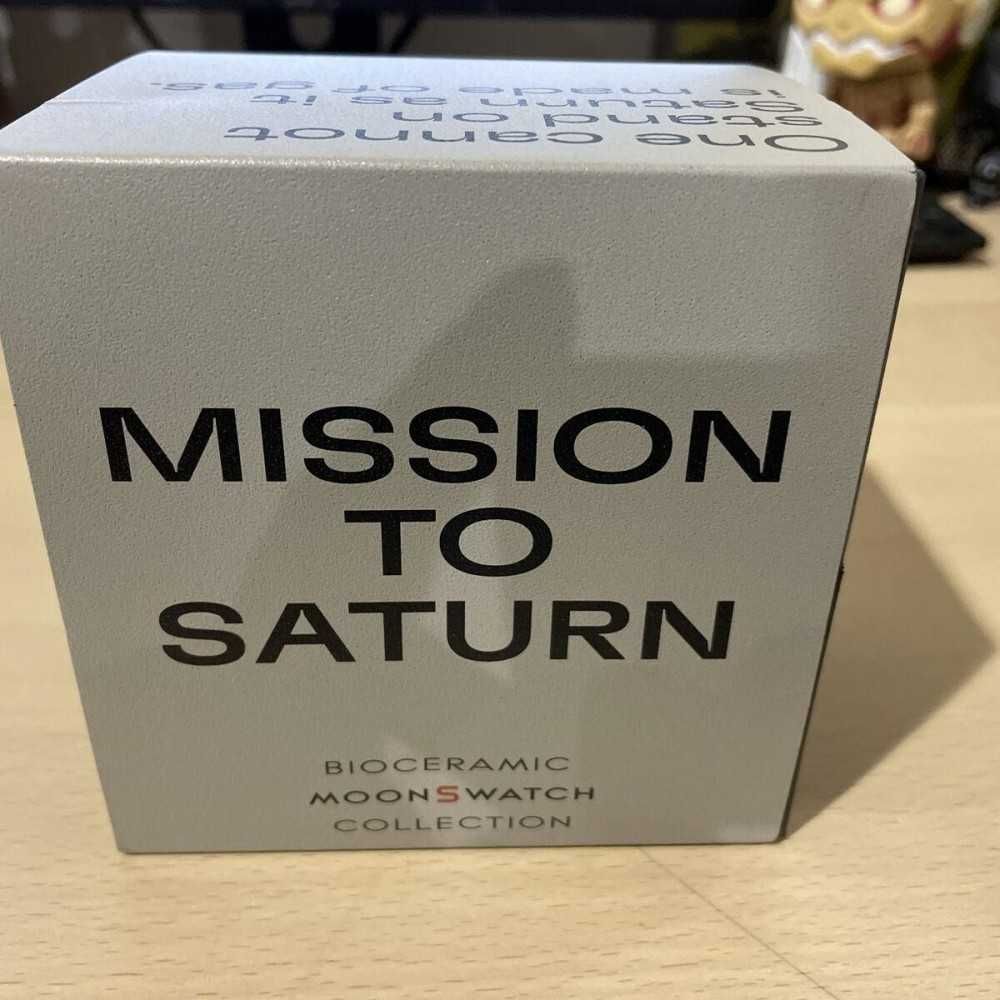 One cannot
stand on
Saturn as it
is made of gas.
MISSION
TO
SATURN
BIOCERAMIC
MOONSWATCH
COLLECTION